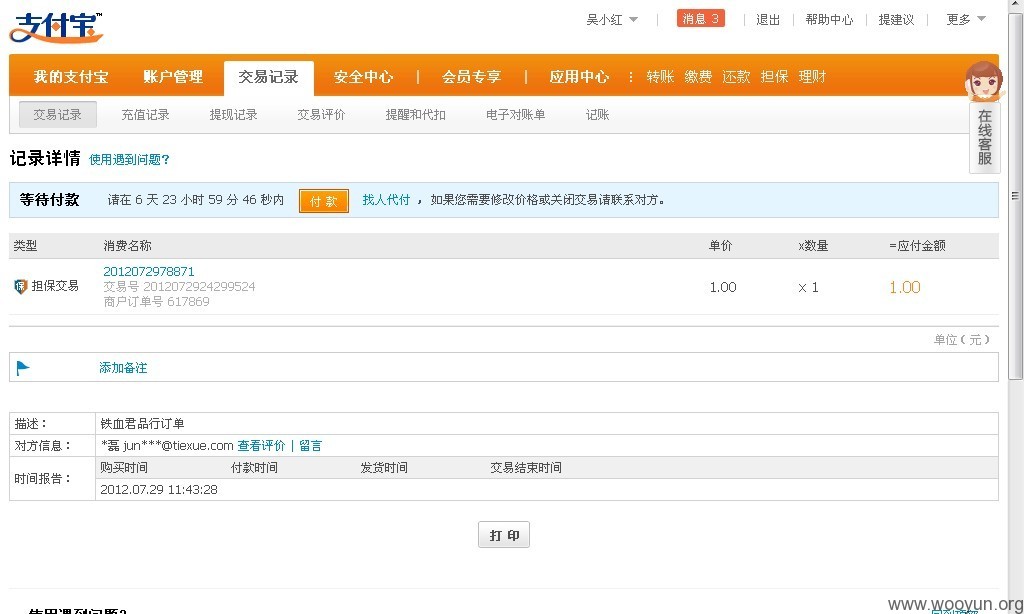 支付宝™
吴小红 | 消息 3 | 退出 | 帮助中心 | 提建议 | 更多
我的支付宝 账户管理 交易记录 安全中心 | 会员专享 | 应用中心 : 转账 缴费 还款 担保 理财
交易记录 充值记录 提现记录 交易评价 提醒和代扣 电子对账单 记账
在线客服
记录详情 使用遇到问题?
等待付款 请在 6 天 23 小时 59 分 46 秒内 付 款 找人代付 ，如果您需要修改价格或关闭交易请联系对方。
类型 消费名称 单价 x数量 =应付金额
保 担保交易 2012072978871 1.00 x 1 1.00
交易号 2012072924299524
商户订单号 617869
单位（元）
添加备注
描述： 铁血君品行订单
对方信息： *磊 jun***@tiexue.com 查看评价 | 留言
时间报告： 购买时间 付款时间 发货时间 交易结束时间
2012.07.29 11:43:28
打 印
使用遇到问题?
www.wooyun.org